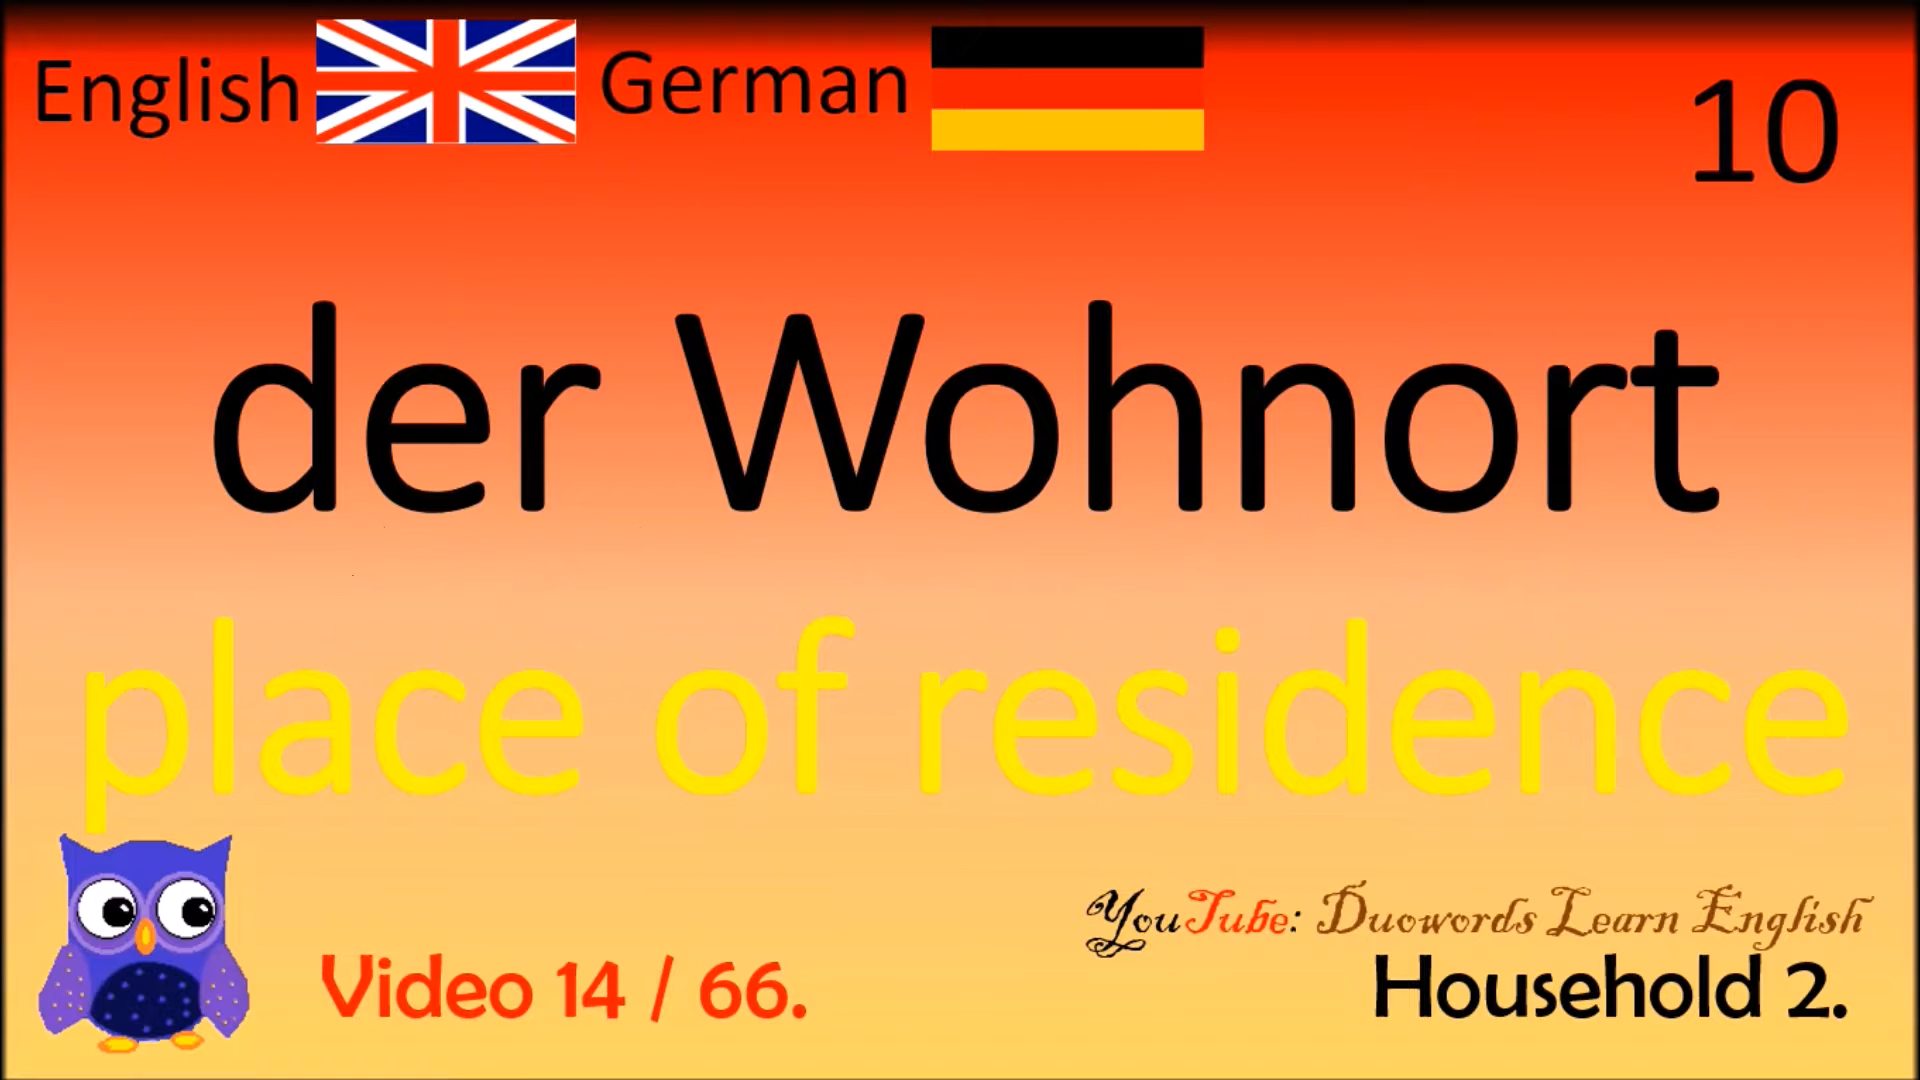 English German 10
der Wohnort
place of residence
YouTube: Duowords Learn English
Video 14 / 66. Household 2.